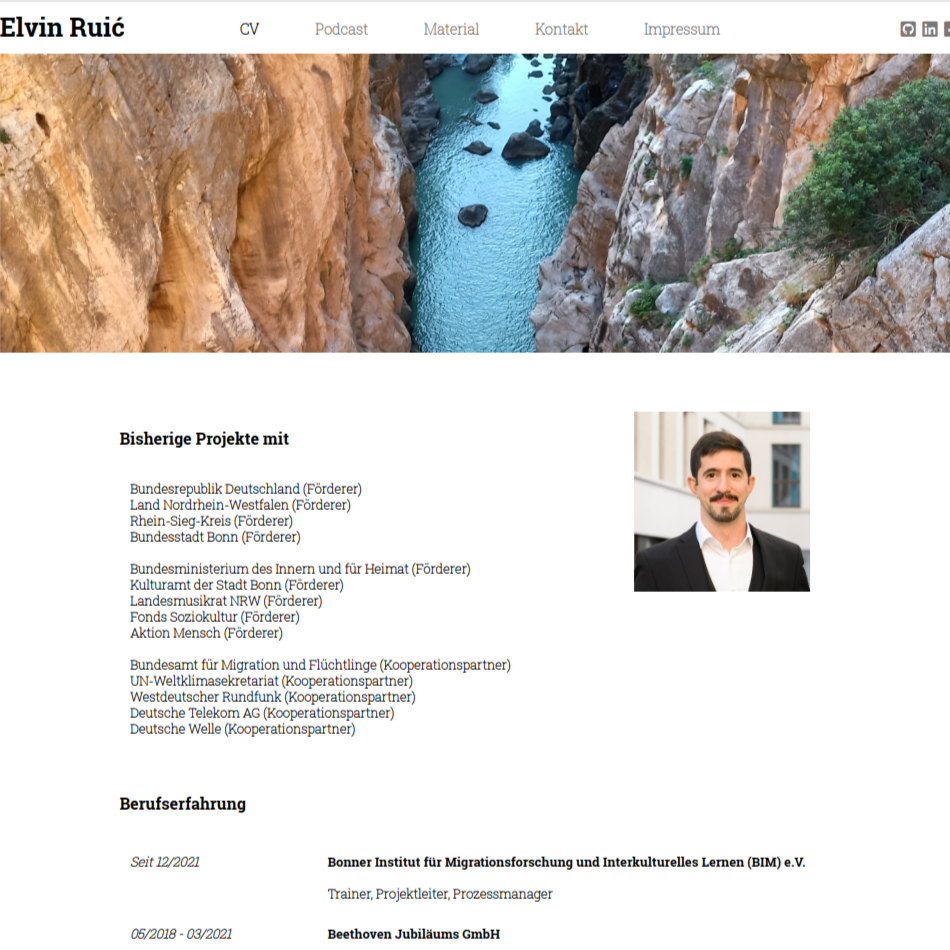 Elvin Ruić
CV
Podcast
Material
Kontakt
Impressum
Bisherige Projekte mit
Bundesrepublik Deutschland (Förderer)
Land Nordrhein-Westfalen (Förderer)
Rhein-Sieg-Kreis (Förderer)
Bundesstadt Bonn (Förderer)
Bundesministerium des Innern und für Heimat (Förderer)
Kulturamt der Stadt Bonn (Förderer)
Landesmusikrat NRW (Förderer)
Fonds Soziokultur (Förderer)
Aktion Mensch (Förderer)
Bundesamt für Migration und Flüchtlinge (Kooperationspartner)
UN-Weltklimasekretariat (Kooperationspartner)
Westdeutscher Rundfunk (Kooperationspartner)
Deutsche Telekom AG (Kooperationspartner)
Deutsche Welle (Kooperationspartner)
Berufserfahrung
Seit 12/2021
Bonner Institut für Migrationsforschung und Interkulturelles Lernen (BIM) e.V.
Trainer, Projektleiter, Prozessmanager
05/2018 - 03/2021
Beethoven Jubiläums GmbH